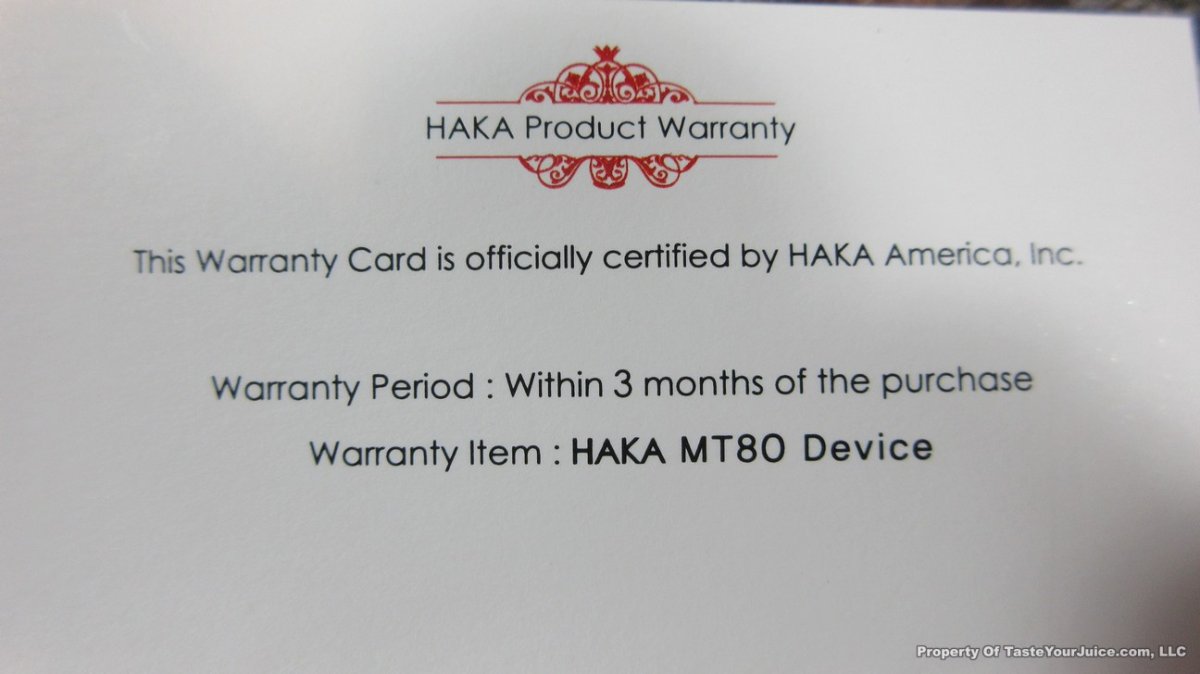 HAKA Product Warranty
This Warranty Card is officially certified by HAKA America, Inc.
Warranty Period : Within 3 months of the purchase
Warranty Item : HAKA MT80 Device
Property Of TasteYourJuice.com, LLC